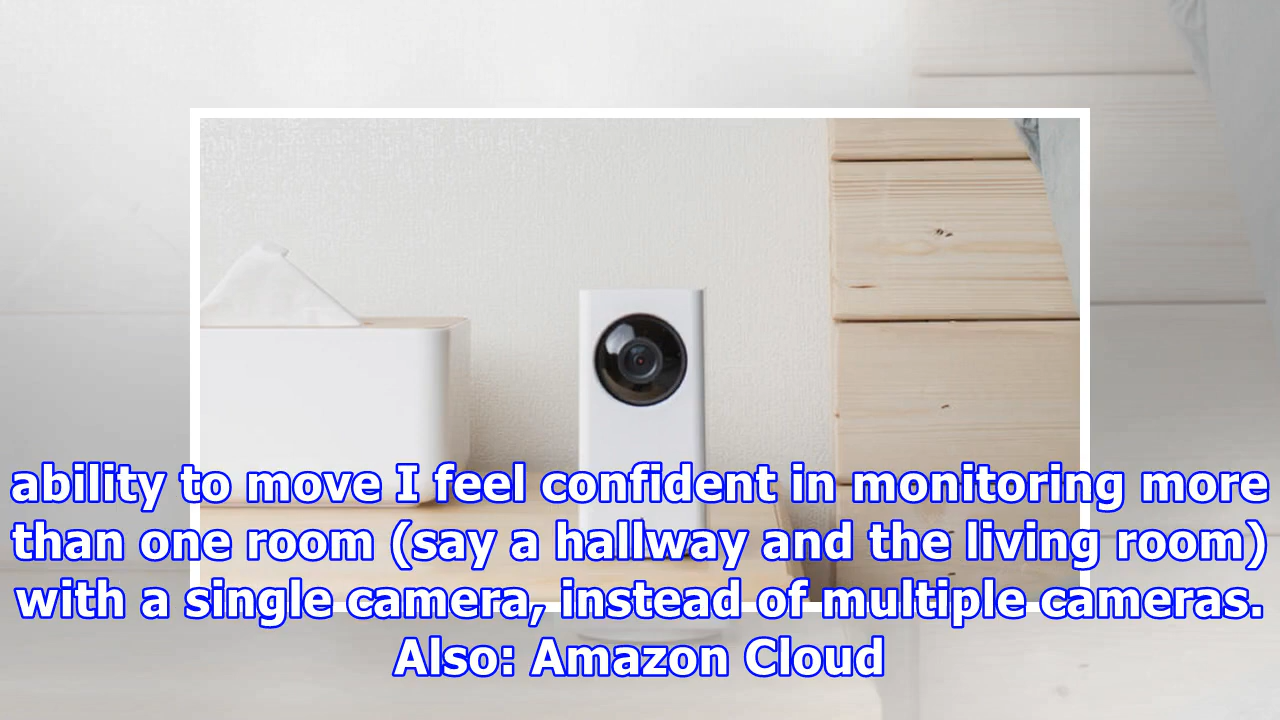 ability to move I feel confident in monitoring more
than one room (say a hallway and the living room)
with a single camera, instead of multiple cameras.
Also: Amazon Cloud